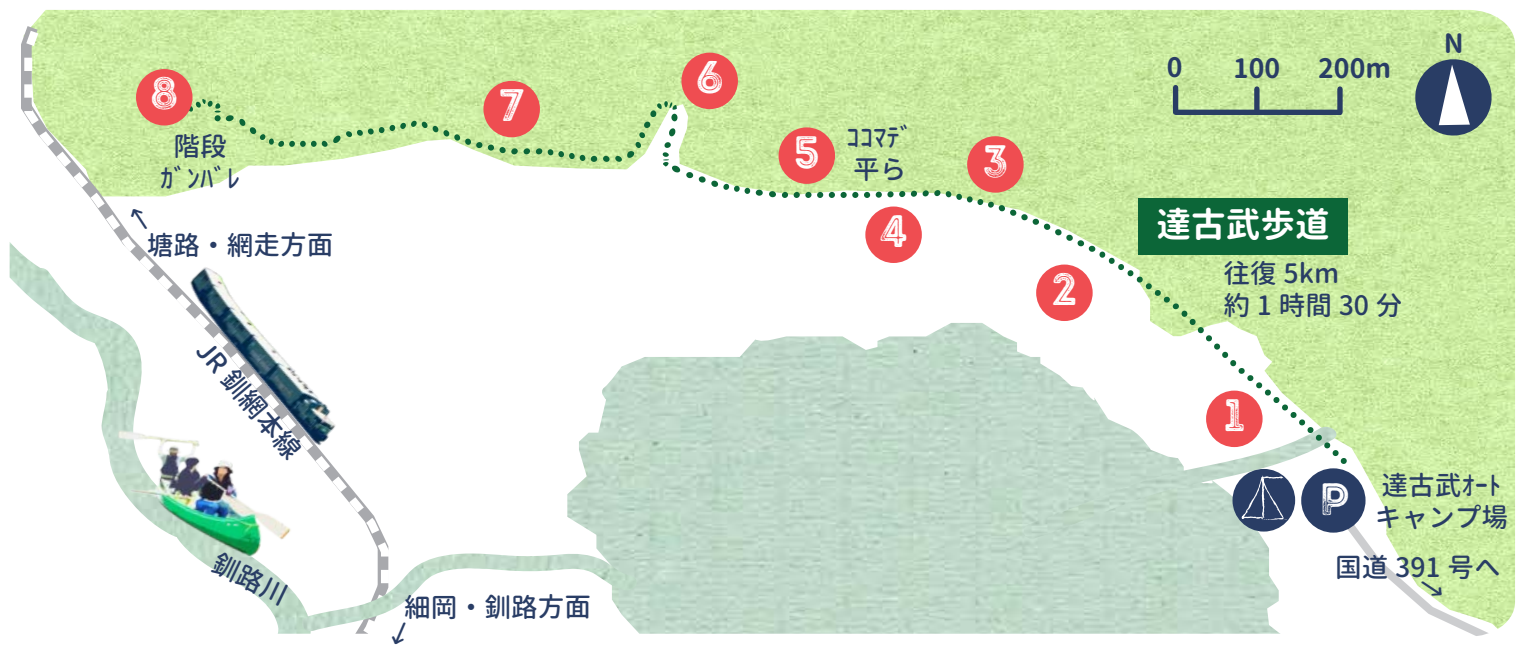 N
0 100 200m
8
7
6
5
3
4
2
1
階段
ｶﾞﾝﾊﾞﾚ
ｺｺﾏﾃﾞ
平ら
達古武歩道
往復 5km
約 1 時間 30 分
塘路・網走方面
↑
JR 釧網本線
釧路川
細岡・釧路方面
↓
P
達古武ｵｰﾄ
キャンプ場
国道 391 号へ